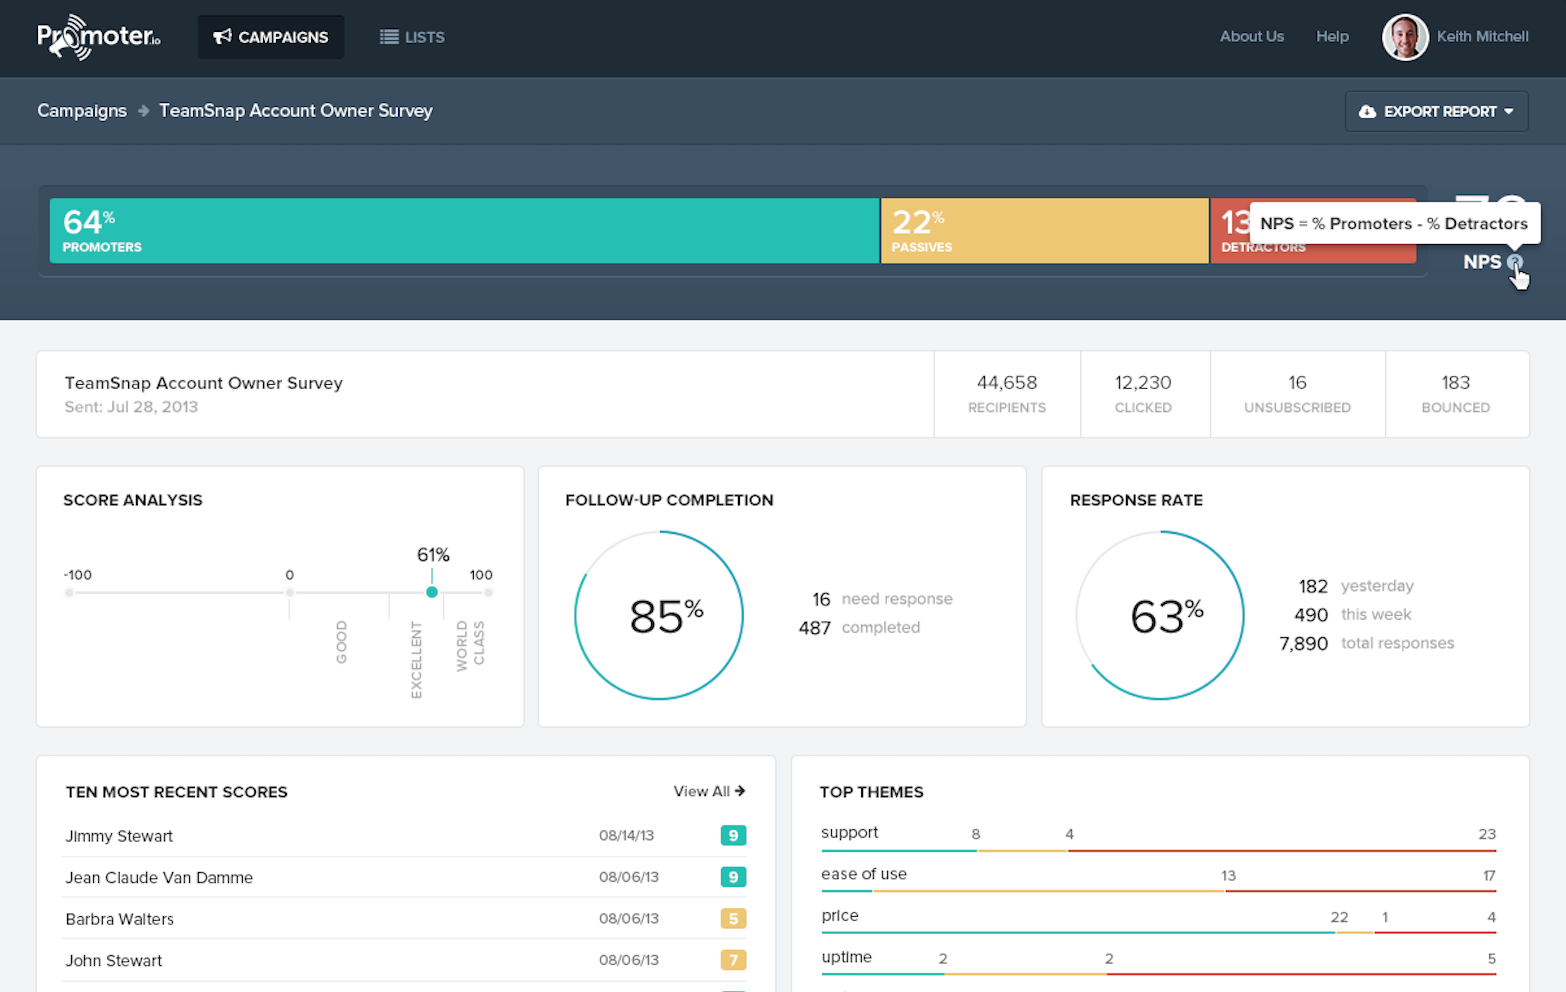 Promoter.io
CAMPAIGNS
LISTS
About Us
Help
Keith Mitchell
Campaigns
TeamSnap Account Owner Survey
EXPORT REPORT
64%
PROMOTERS
22%
PASSIVES
13
DETRACTORS
NPS = % Promoters - % Detractors
NPS ?
TeamSnap Account Owner Survey
Sent: Jul 28, 2013
44,658
RECIPIENTS
12,230
CLICKED
16
UNSUBSCRIBED
183
BOUNCED
SCORE ANALYSIS
61%
-100
0
100
GOOD
EXCELLENT
WORLD
CLASS
FOLLOW-UP COMPLETION
85%
16 need response
487 completed
RESPONSE RATE
63%
182 yesterday
490 this week
7,890 total responses
TEN MOST RECENT SCORES
View All
JImmy Stewart 08/14/13 9
Jean Claude Van Damme 08/06/13 9
Barbra Walters 08/06/13 5
John Stewart 08/06/13 7
TOP THEMES
support 8 4 23
ease of use 13 17
price 22 1 4
uptime 2 2 5